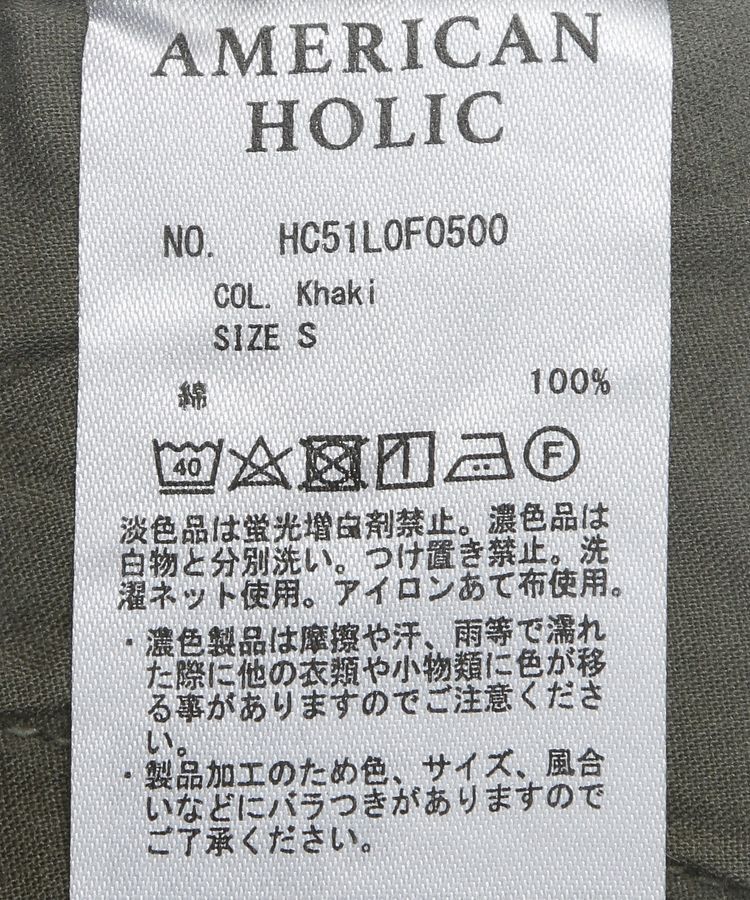 AMERICAN
HOLIC
NO. HC51L0F0500
COL. Khaki
SIZE S
綿 100%
40 F
淡色品は蛍光増白剤禁止。濃色品は
白物と分別洗い。つけ置き禁止。洗
濯ネット使用。アイロンあて布使用。
・濃色製品は摩擦や汗、雨等で濡れ
た際に他の衣類や小物類に色が移
る事がありますのでご注意くださ
い。
・製品加工のため色、サイズ、風合
いなどにバラつきがありますので
ご了承ください。